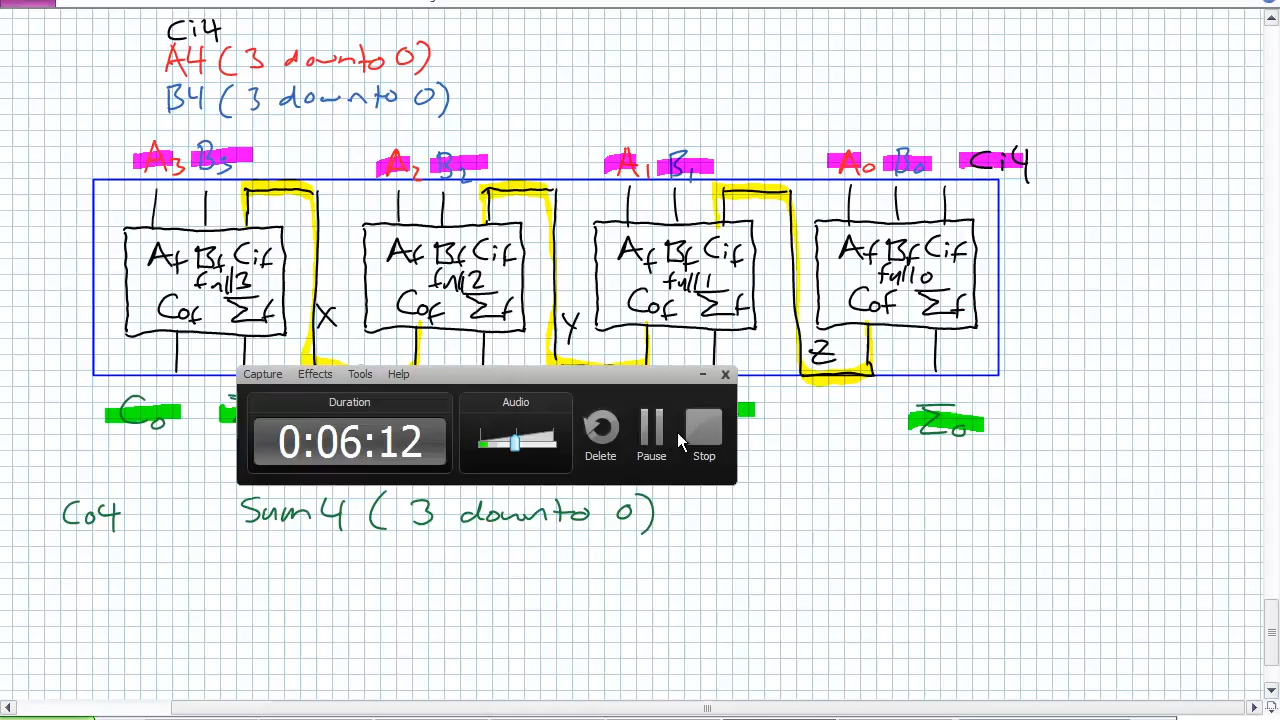 Ci4
A4 ( 3 downto 0)
B4 ( 3 downto 0)
A3 B3 A2 B2 A1 B1 A0 B0 Ci4
Af Bf Cif Af Bf Cif Af Bf Cif Af Bf Cif
full3 full2 full1 full0
Cof Σf Cof Σf Cof Σf Cof Σf
X Y Z
Capture Effects Tools Help
Duration Audio
0:06:12
Delete Pause Stop
Co Σ0
Co4 Sum4 ( 3 downto 0)